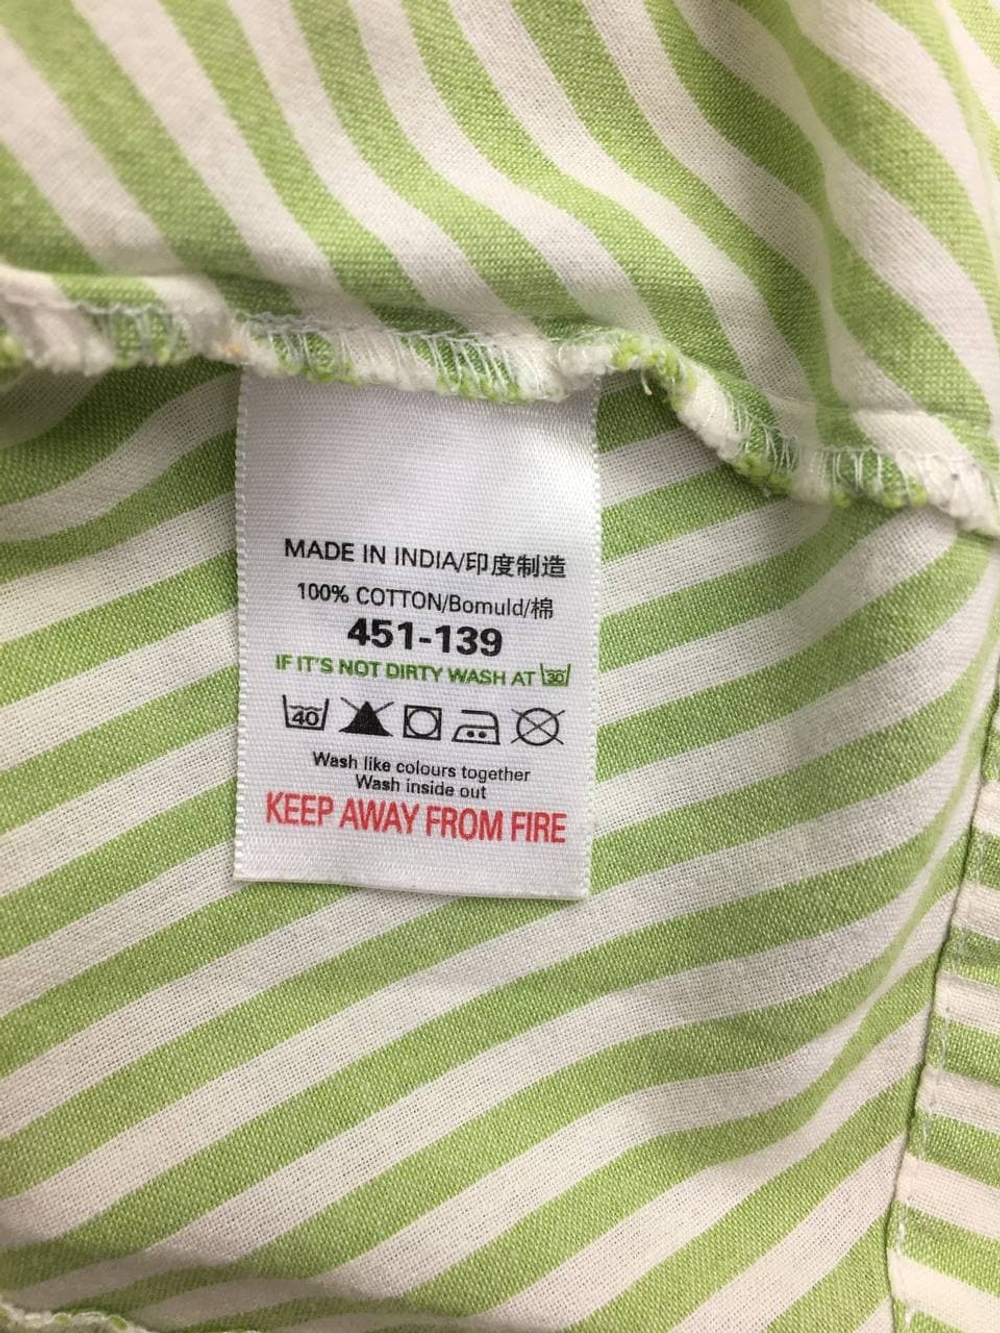 MADE IN INDIA/印度制造
100% COTTON/Bomuld/棉
451-139
IF IT'S NOT DIRTY WASH AT 30
40
Wash like colours together
Wash inside out
KEEP AWAY FROM FIRE